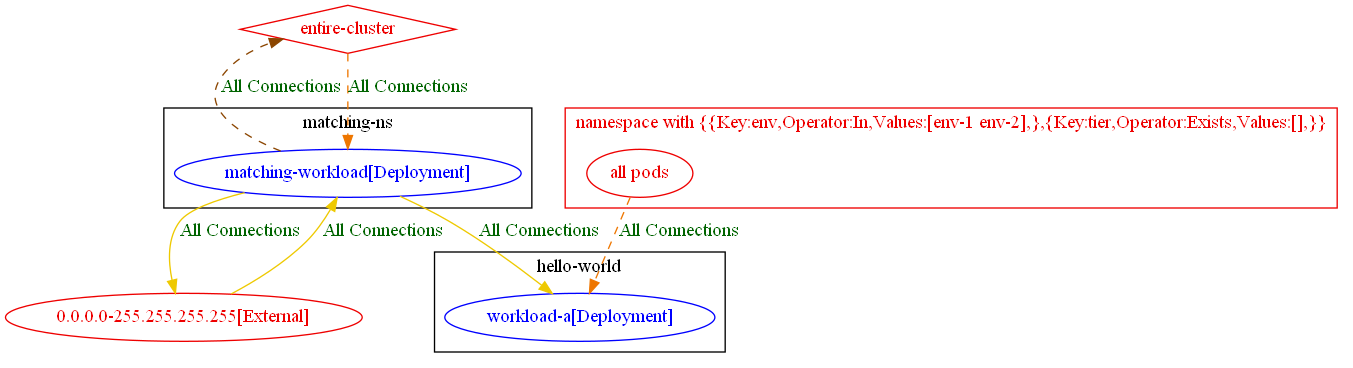 entire-cluster
All Connections
All Connections
matching-ns
namespace with {{Key:env,Operator:In,Values:[env-1 env-2],},{Key:tier,Operator:Exists,Values:[],}}
matching-workload[Deployment]
all pods
All Connections
All Connections
All Connections
All Connections
hello-world
0.0.0.0-255.255.255.255[External]
workload-a[Deployment]